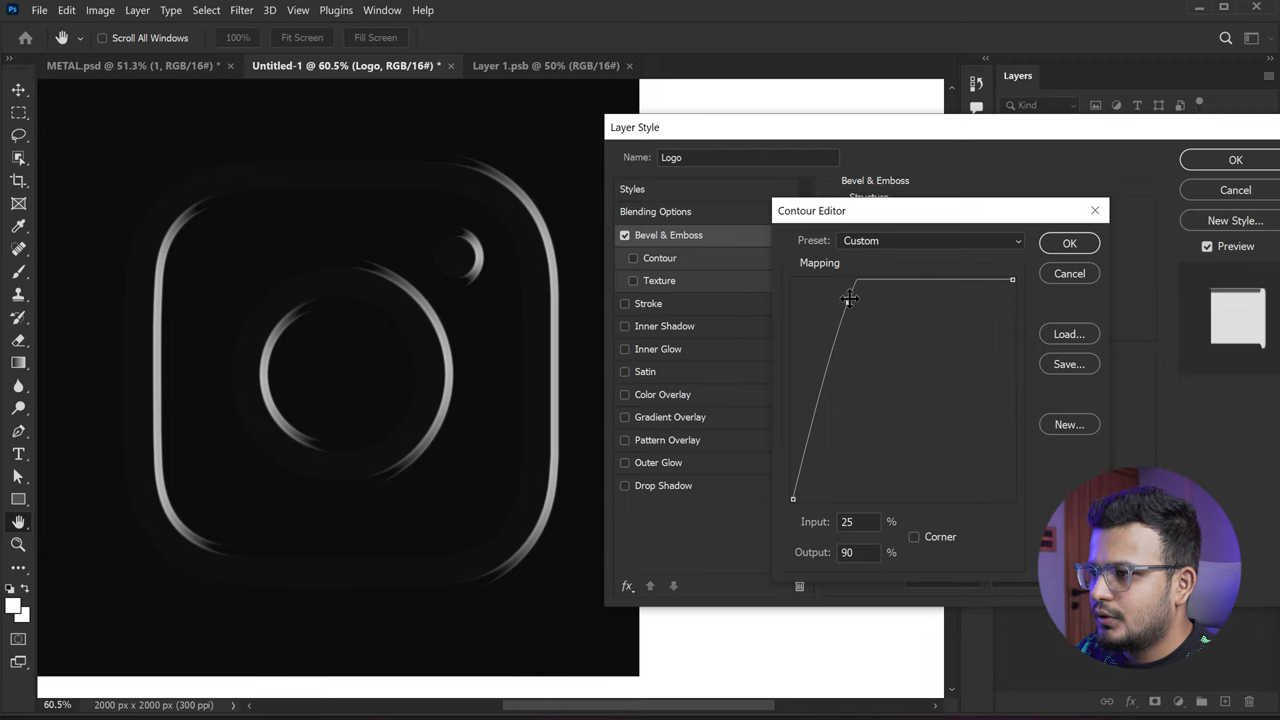 Ps File Edit Image Layer Type Select Filter 3D View Plugins Window Help
Scroll All Windows 100% Fit Screen Fill Screen
METAL.psd @ 51.3% (1, RGB/16#) * × Untitled-1 @ 60.5% (Logo, RGB/16#) * × Layer 1.psb @ 50% (RGB/16#) ×
Layers
Kind
Layer Style
Name: Logo
OK
Cancel
New Style...
Preview
Styles
Blending Options
Bevel & Emboss
Contour
Texture
Stroke
Inner Shadow
Inner Glow
Satin
Color Overlay
Gradient Overlay
Pattern Overlay
Outer Glow
Drop Shadow
fx
Bevel & Emboss
Structure
Contour Editor
Preset: Custom
Mapping
OK
Cancel
Load...
Save...
New...
Input: 25 %
Corner
Output: 90 %
60.5% 2000 px x 2000 px (300 ppi)
fx